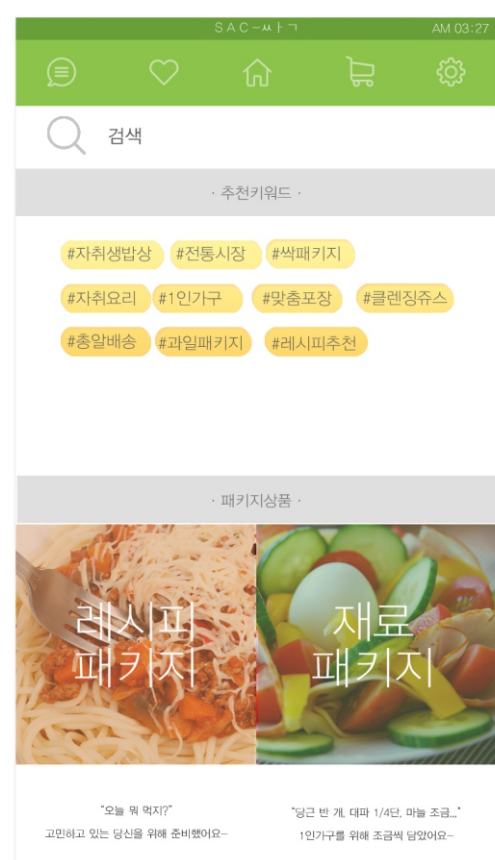 SAC-ㅆㅏㄱ AM 03:27
검색
· 추천키워드 ·
#자취생밥상 #전통시장 #싹패키지
#자취요리 #1인가구 #맞춤포장 #클렌징쥬스
#총알배송 #과일패키지 #레시피추천
· 패키지상품 ·
레시피
패키지
재료
패키지
"오늘 뭐 먹지?"
고민하고 있는 당신을 위해 준비했어요~
"당근 반 개, 대파 1/4단, 마늘 조금..."
1인가구를 위해 조금씩 담았어요~